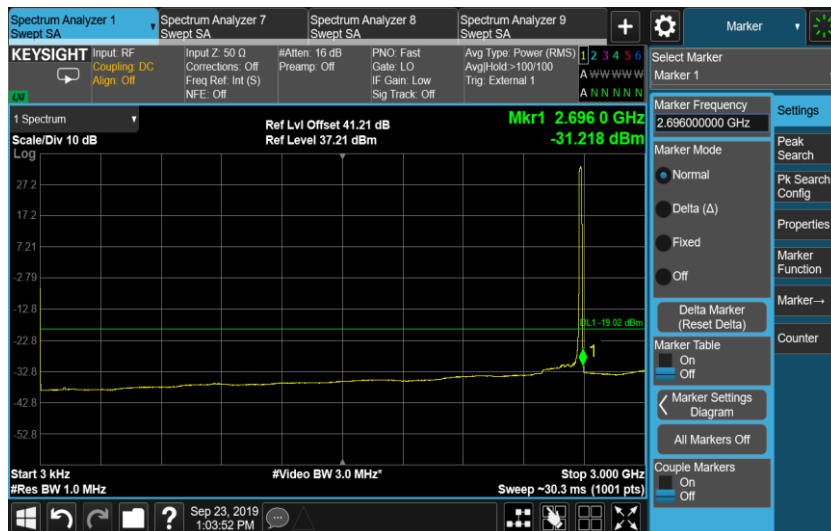 Spectrum Analyzer 1
Swept SA
Spectrum Analyzer 7
Swept SA
Spectrum Analyzer 8
Swept SA
Spectrum Analyzer 9
Swept SA
+
Marker
KEYSIGHT
Input: RF
Coupling: DC
Align: Off
Input Z: 50 Ω
Corrections: Off
Freq Ref: Int (S)
NFE: Off
#Atten: 16 dB
Preamp: Off
PNO: Fast
Gate: LO
IF Gain: Low
Sig Track: Off
Avg Type: Power (RMS)
Avg|Hold:>100/100
Trig: External 1
1 2 3 4 5 6
A W W W W W
A N N N N N
LXI
1 Spectrum
Scale/Div 10 dB
Log
Ref Lvl Offset 41.21 dB
Ref Level 37.21 dBm
Mkr1 2.696 0 GHz
-31.218 dBm
27.2
17.2
7.21
-2.79
-12.8
-22.8
-32.8
-42.8
-52.8
DL1 -19.02 dBm
1
Start 3 kHz
#Res BW 1.0 MHz
#Video BW 3.0 MHz*
Stop 3.000 GHz
Sweep ~30.3 ms (1001 pts)
Select Marker
Marker 1
Marker Frequency
2.696000000 GHz
Marker Mode
Normal
Delta (Δ)
Fixed
Off
Delta Marker
(Reset Delta)
Marker Table
On
Off
Marker Settings
Diagram
All Markers Off
Couple Markers
On
Off
Settings
Peak
Search
Pk Search
Config
Properties
Marker
Function
Marker→
Counter
?
Sep 23, 2019
1:03:52 PM